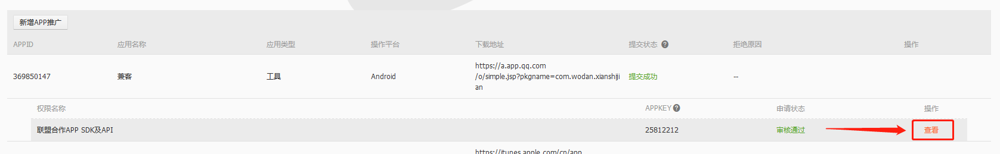 新增APP推广
APPID 应用名称 应用类型 操作平台 下载地址 提交状态 ? 拒绝原因 操作
https://a.app.qq.com
369850147 兼客 工具 Android /o/simple.jsp?pkgname=com.wodan.xianshiji 提交成功 --
an
权限名称 APPKEY ? 申请状态 操作
联盟合作APP SDK及API 25812212 审核通过 查看
https://itunes.apple.com/cn/app